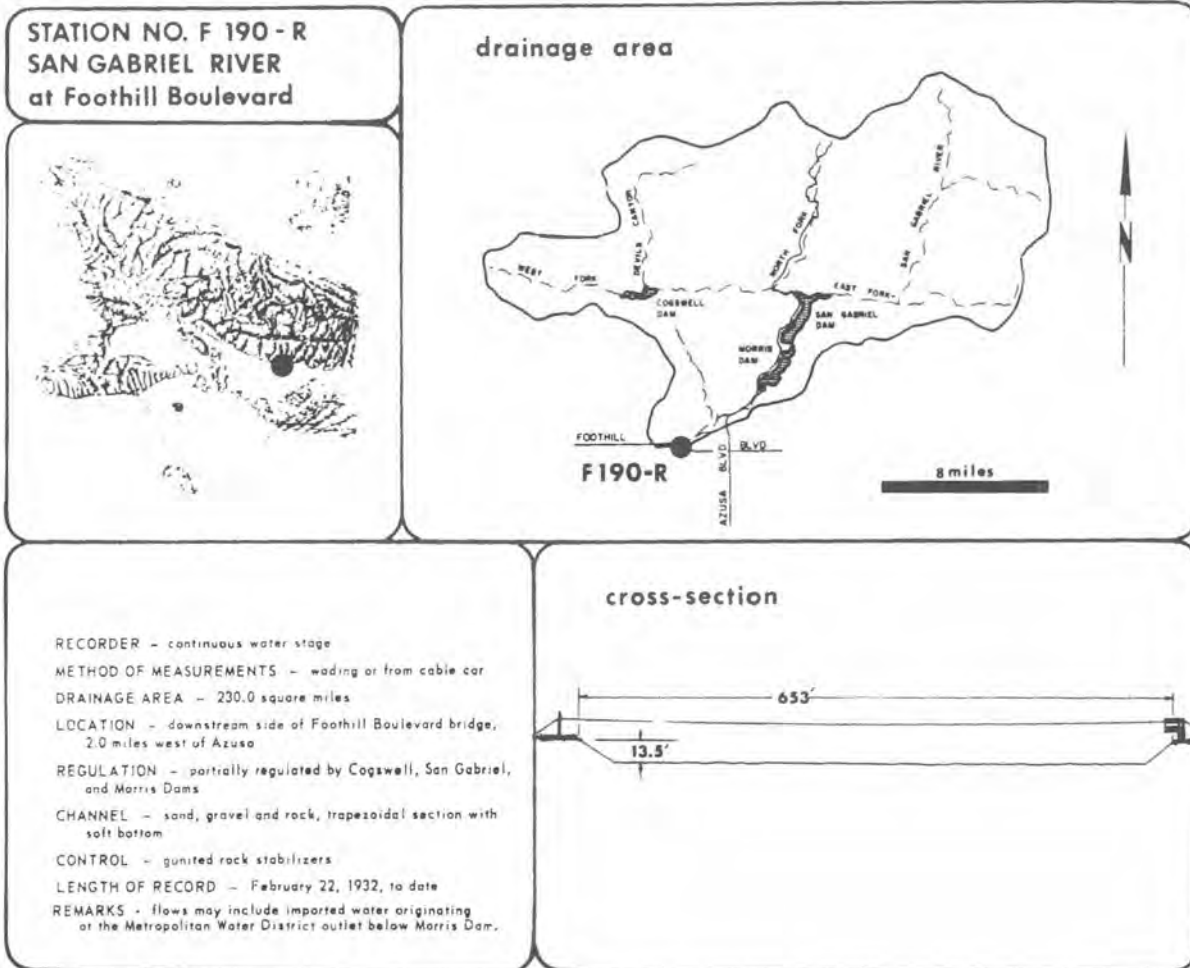 STATION NO. F 190 - R
SAN GABRIEL RIVER
at Foothill Boulevard
drainage area
WEST FORK
DEVILS CANYON
COGSWELL
DAM
NORTH FORK
SAN GABRIEL RIVER
EAST FORK
SAN GABRIEL
DAM
MORRIS
DAM
FOOTHILL BLVD
F190-R
AZUSA BLVD
N
8 miles
RECORDER - continuous water stage
METHOD OF MEASUREMENTS - wading or from cable car
DRAINAGE AREA - 230.0 square miles
LOCATION - downstream side of Foothill Boulevard bridge,
2.0 miles west of Azusa
REGULATION - partially regulated by Cogswell, San Gabriel,
and Morris Dams
CHANNEL - sand, gravel and rock, trapezoidal section with
soft bottom
CONTROL - gunited rock stabilizers
LENGTH OF RECORD - February 22, 1932, to date
REMARKS - flows may include imported water originating
at the Metropolitan Water District outlet below Morris Dam.
cross-section
653'
13.5'